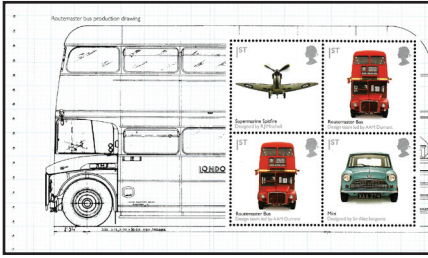 Routemaster bus production drawing
1ST
1ST
Supermarine Spitfire
Designed by R J Mitchell
Routemaster Bus
Design team led by AAM Durrant
1ST
1ST
LONDO
Routemaster Bus
Design team led by AAM Durrant
Mini
Designed by Sir Alec Issigonis